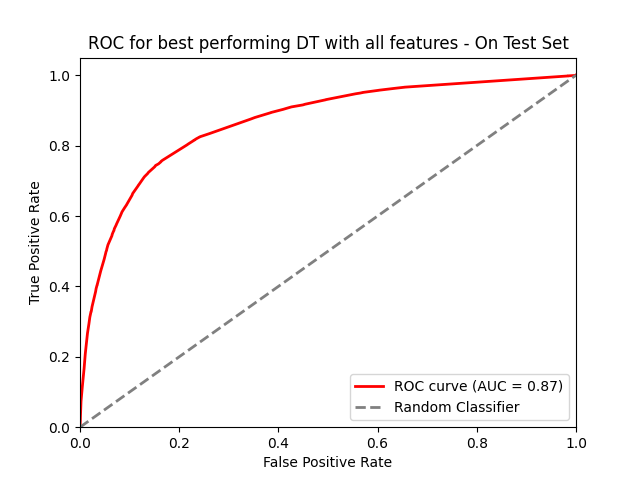 ROC for best performing DT with all features - On Test Set
True Positive Rate
1.0
0.8
0.6
0.4
0.2
0.0
ROC curve (AUC = 0.87)
Random Classifier
0.0 0.2 0.4 0.6 0.8 1.0
False Positive Rate